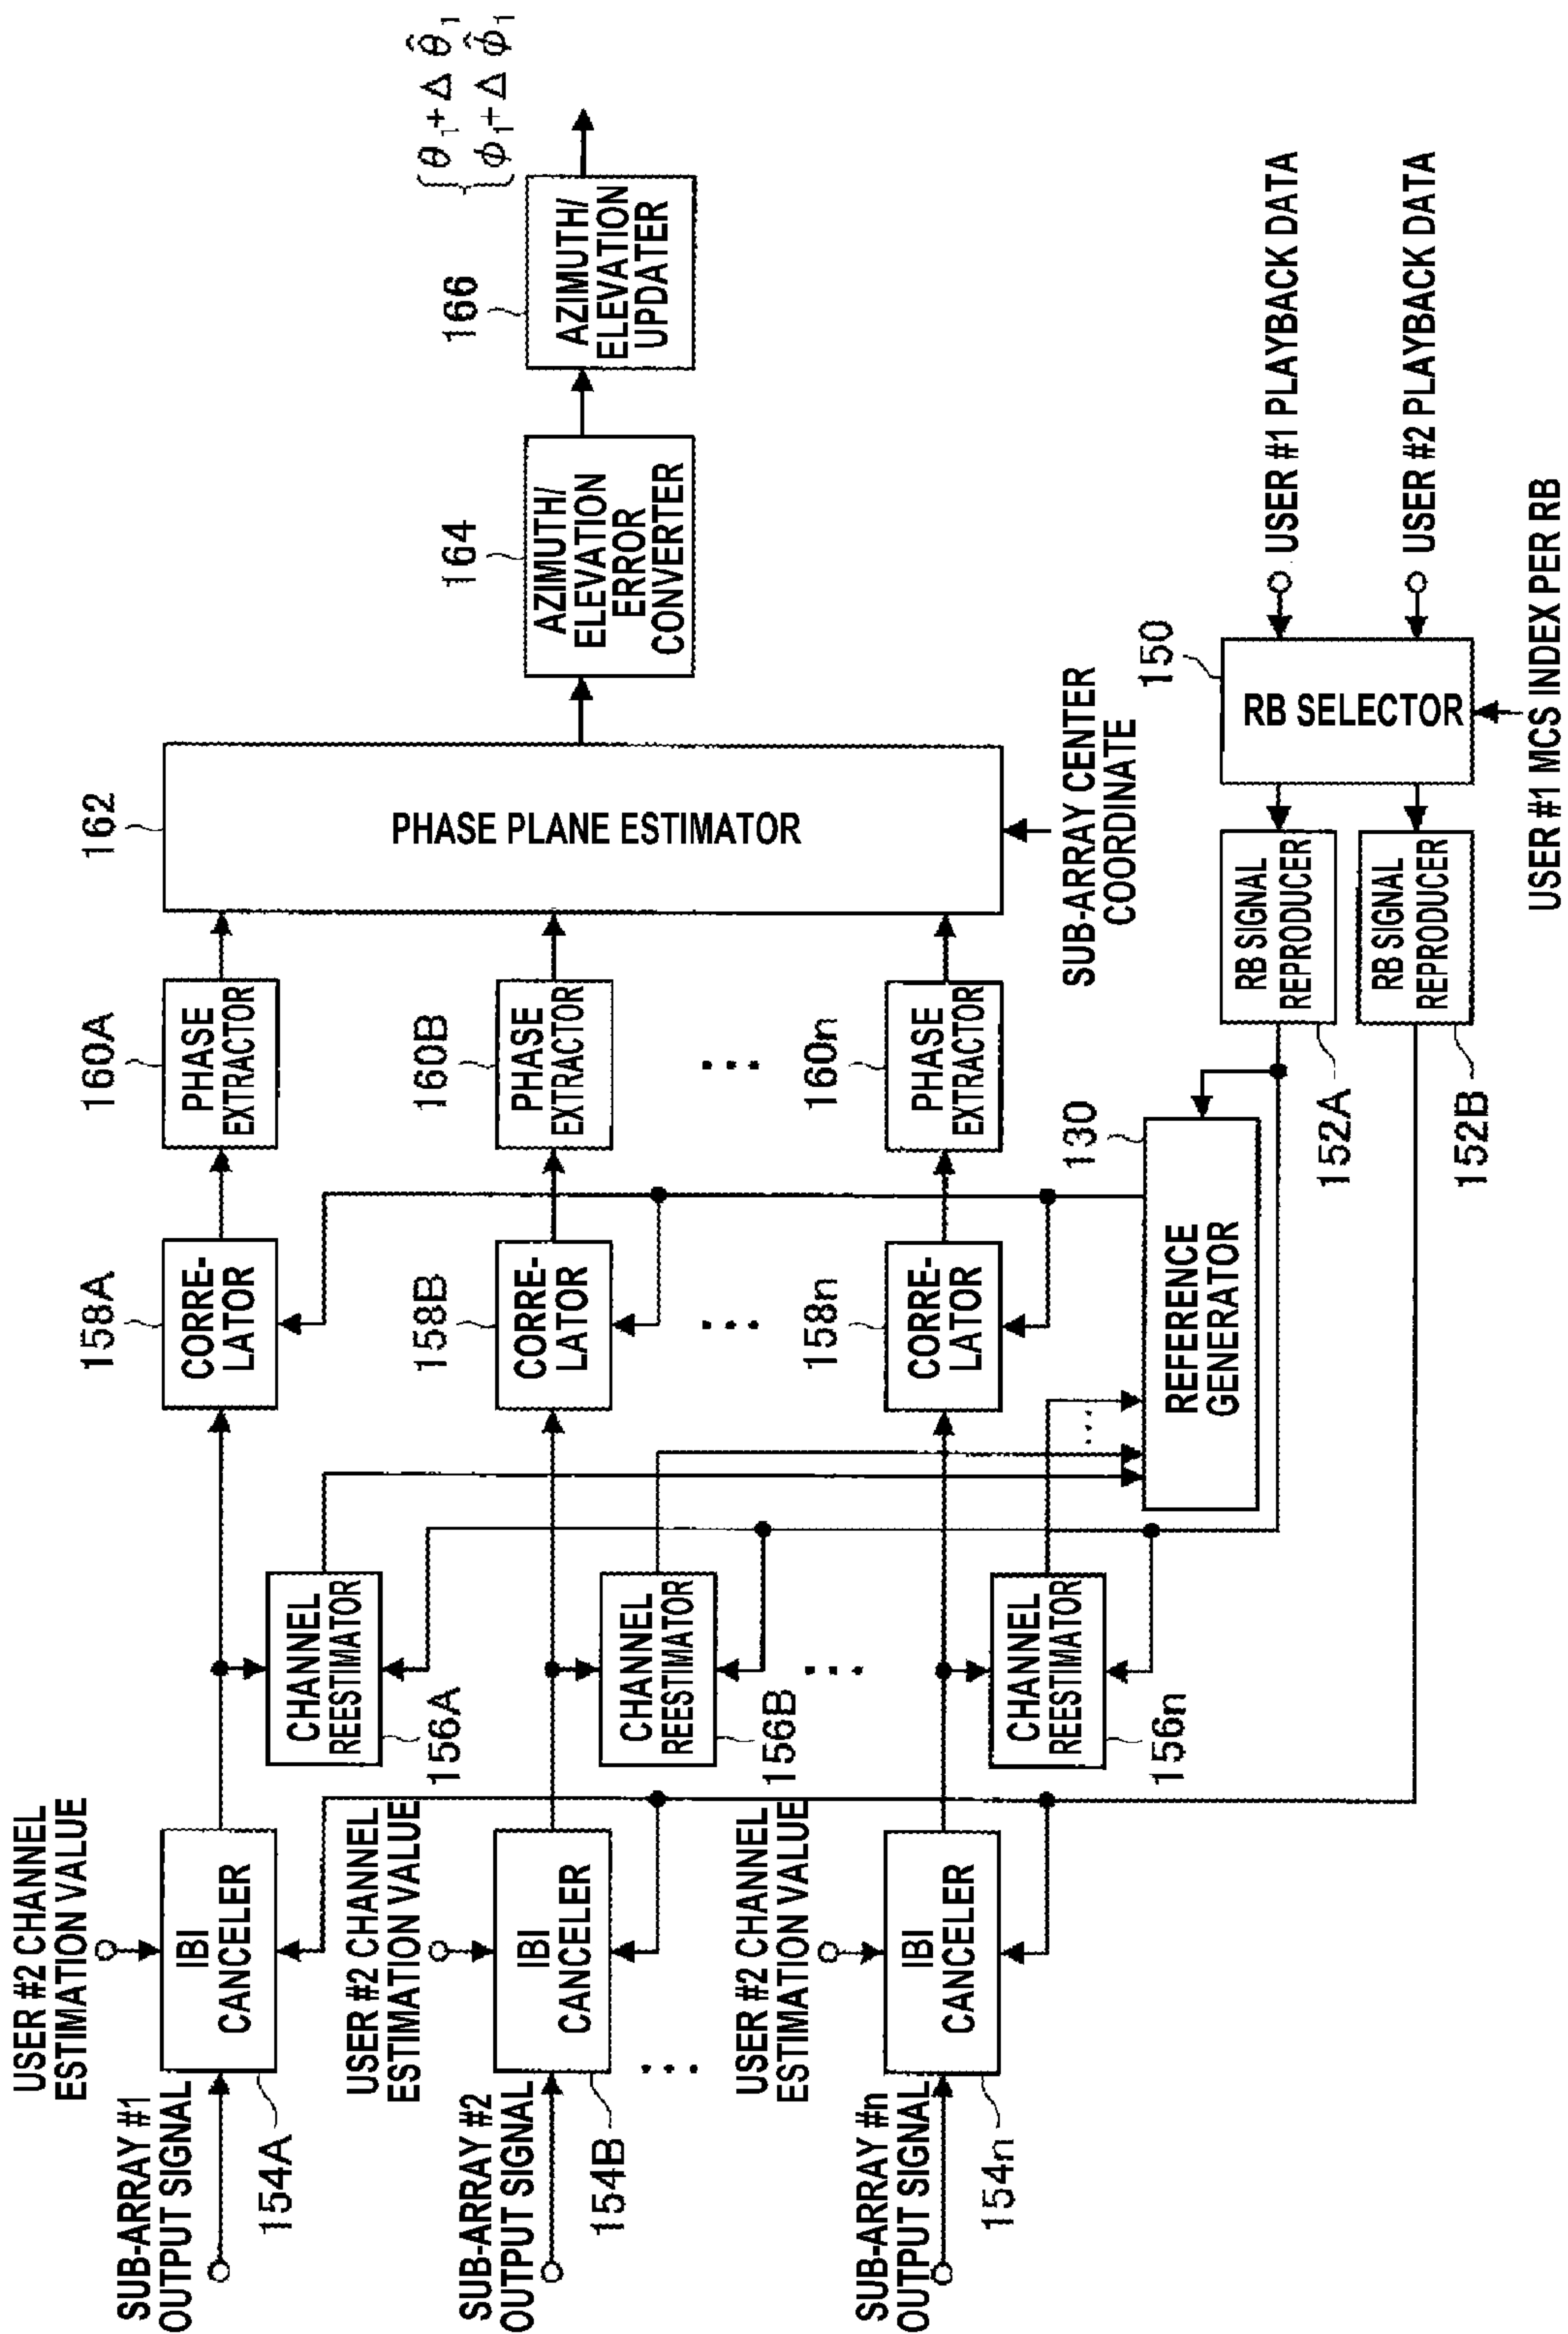 USER #2 CHANNEL
ESTIMATION VALUE
SUB-ARRAY #1
OUTPUT SIGNAL
154A
IBI
CANCELER
CHANNEL
REESTIMATOR
156A
158A
CORRE-
LATOR
160A
PHASE
EXTRACTOR
USER #2 CHANNEL
ESTIMATION VALUE
SUB-ARRAY #2
OUTPUT SIGNAL
154B
IBI
CANCELER
CHANNEL
REESTIMATOR
156B
158B
CORRE-
LATOR
160B
PHASE
EXTRACTOR
...
...
...
...
USER #2 CHANNEL
ESTIMATION VALUE
SUB-ARRAY #n
OUTPUT SIGNAL
154n
IBI
CANCELER
CHANNEL
REESTIMATOR
156n
158n
CORRE-
LATOR
160n
PHASE
EXTRACTOR
162
PHASE PLANE ESTIMATOR
SUB-ARRAY CENTER
COORDINATE
164
AZIMUTH/
ELEVATION
ERROR
CONVERTER
166
AZIMUTH/
ELEVATION
UPDATER
θ₁+Δθ̂₁
ϕ₁+Δϕ̂₁
...
130
REFERENCE
GENERATOR
152A
RB SIGNAL
REPRODUCER
152B
RB SIGNAL
REPRODUCER
150
RB SELECTOR
USER #1 PLAYBACK DATA
USER #2 PLAYBACK DATA
USER #1 MCS INDEX PER RB